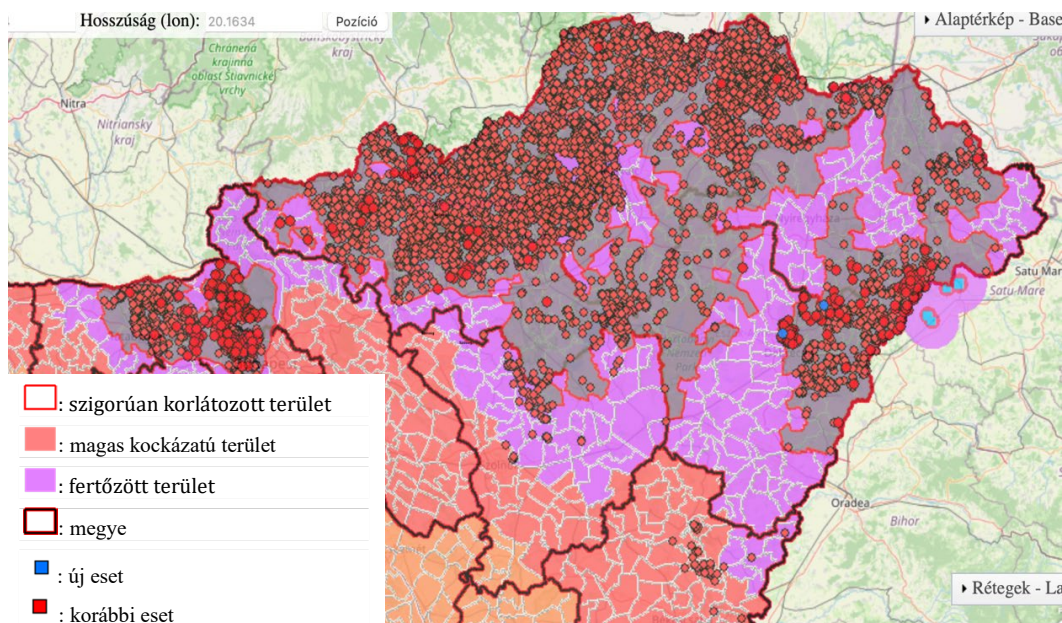 Hosszúság (lon): 20.1634
Pozíció
▸ Alaptérkép - Base
Chránená
krajinná
oblasť Štiavnické
vrchy
kraj
Nitra
Nitriansky
kraj
Satu Mare
Satu-Mare
Oradea
Bihor
▸ Rétegek - La
: szigorúan korlátozott terület
: magas kockázatú terület
: fertőzött terület
: megye
: új eset
: korábbi eset